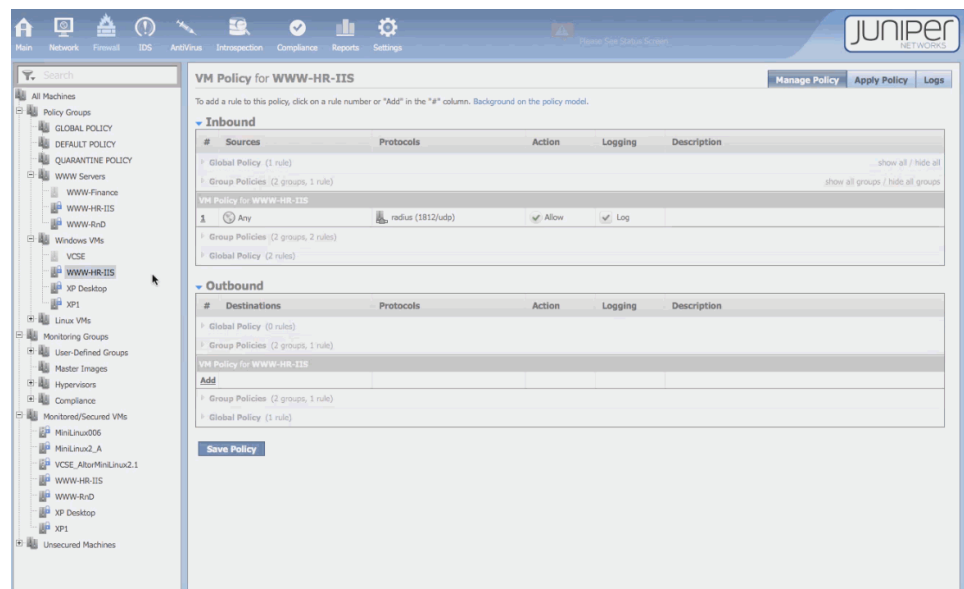 Main Network Firewall IDS AntiVirus Introspection Compliance Reports Settings
Please See Status Screen
JUNIPER
NETWORKS
Search
All Machines
Policy Groups
GLOBAL POLICY
DEFAULT POLICY
QUARANTINE POLICY
WWW Servers
WWW-Finance
WWW-HR-IIS
WWW-RnD
Windows VMs
VCSE
WWW-HR-IIS
XP Desktop
XP1
Linux VMs
Monitoring Groups
User-Defined Groups
Master Images
Hypervisors
Compliance
Monitored/Secured VMs
MiniLinux006
MiniLinux2_A
VCSE_AltorMiniLinux2.1
WWW-HR-IIS
WWW-RnD
XP Desktop
XP1
Unsecured Machines
VM Policy for WWW-HR-IIS
Manage Policy Apply Policy Logs
To add a rule to this policy, click on a rule number or "Add" in the "#" column. Background on the policy model.
Inbound
# Sources Protocols Action Logging Description
Global Policy (1 rule) show all / hide all
Group Policies (2 groups, 1 rule) show all groups / hide all groups
VM Policy for WWW-HR-IIS
1 Any radius (1812/udp) Allow Log
Group Policies (2 groups, 2 rules)
Global Policy (2 rules)
Outbound
# Destinations Protocols Action Logging Description
Global Policy (0 rules)
Group Policies (2 groups, 1 rule)
VM Policy for WWW-HR-IIS
Add
Group Policies (2 groups, 1 rule)
Global Policy (1 rule)
Save Policy